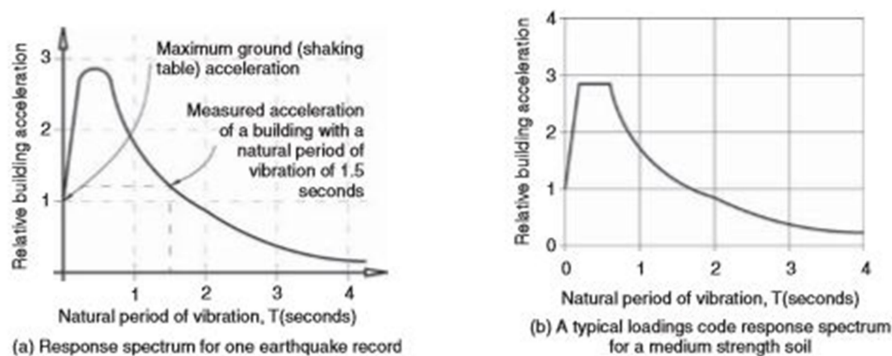 Relative building acceleration
3
2
1
Maximum ground (shaking
table) acceleration
Measured acceleration
of a building with a
natural period of
vibration of 1.5
seconds
1
2
3
4
Natural period of vibration, T(seconds)
(a) Response spectrum for one earthquake record
Relative building acceleration
4
3
2
1
0
0
1
2
3
4
Natural period of vibration, T(seconds)
(b) A typical loadings code response spectrum
for a medium strength soil